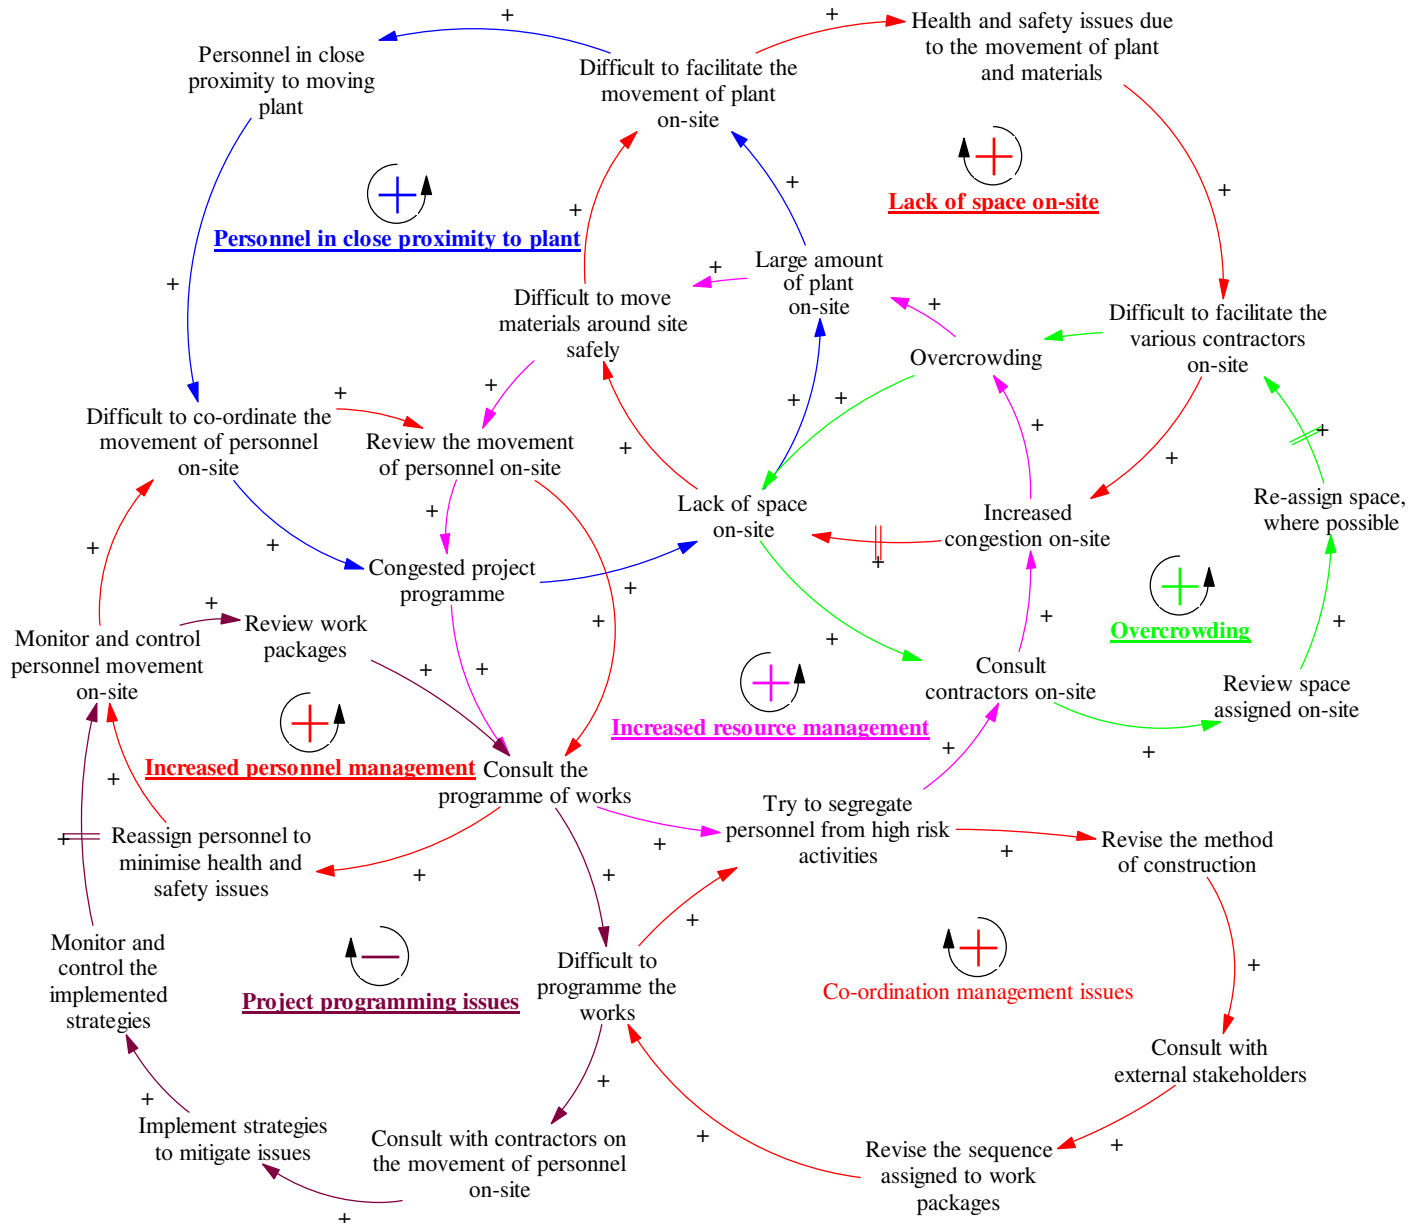 Health and safety issues due
to the movement of plant
and materials
Personnel in close
proximity to moving
plant
Difficult to facilitate the
movement of plant
on-site
Lack of space on-site
Personnel in close proximity to plant
Large amount
of plant
on-site
Difficult to move
materials around site
safely
Difficult to facilitate the
various contractors
on-site
Overcrowding
Difficult to co-ordinate the
movement of personnel
on-site
Review the movement
of personnel on-site
Lack of space
on-site
Increased
congestion on-site
Re-assign space,
where possible
Congested project
programme
Monitor and control
personnel movement
on-site
Review work
packages
Overcrowding
Consult
contractors on-site
Review space
assigned on-site
Increased resource management
Increased personnel management
Consult the
programme of works
Try to segregate
personnel from high risk
activities
Revise the method
of construction
Reassign personnel to
minimise health and
safety issues
Monitor and
control the
implemented
strategies
Project programming issues
Difficult to
programme the
works
Co-ordination management issues
Consult with
external stakeholders
Implement strategies
to mitigate issues
Consult with contractors on
the movement of personnel
on-site
Revise the sequence
assigned to work
packages